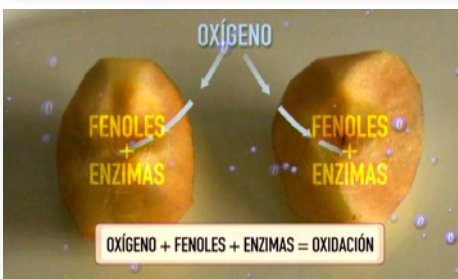 OXÍGENO
FENOLES
+
ENZIMAS
FENOLES
+
ENZIMAS
OXÍGENO + FENOLES + ENZIMAS = OXIDACIÓN